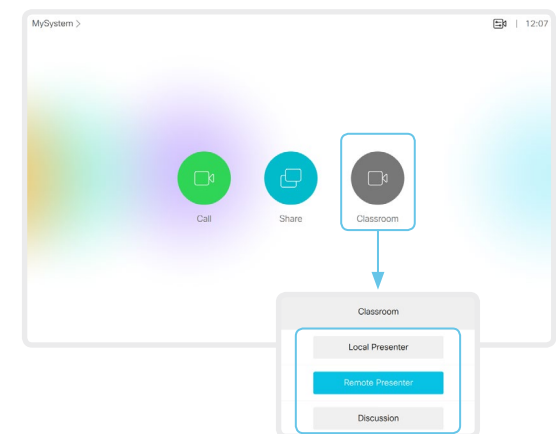 MySystem >
| 12:07
Call
Share
Classroom
Classroom
Local Presenter
Remote Presenter
Discussion